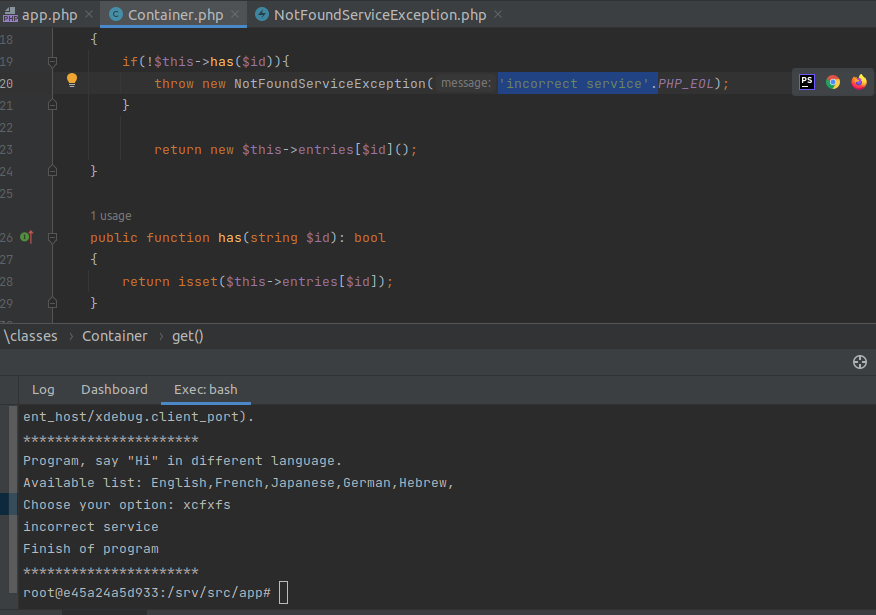 app.php × Container.php × NotFoundServiceException.php ×
18 {
19 if(!$this->has($id)){
20 throw new NotFoundServiceException( message: 'incorrect service'.PHP_EOL);
21 }
22
23 return new $this->entries[$id]();
24 }
25
1 usage
26 public function has(string $id): bool
27 {
28 return isset($this->entries[$id]);
29 }
\classes › Container › get()
Log Dashboard Exec: bash
ent_host/xdebug.client_port).
**********************
Program, say "Hi" in different language.
Available list: English,French,Japanese,German,Hebrew,
Choose your option: xcfxfs
incorrect service
Finish of program
**********************
root@e45a24a5d933:/srv/src/app#